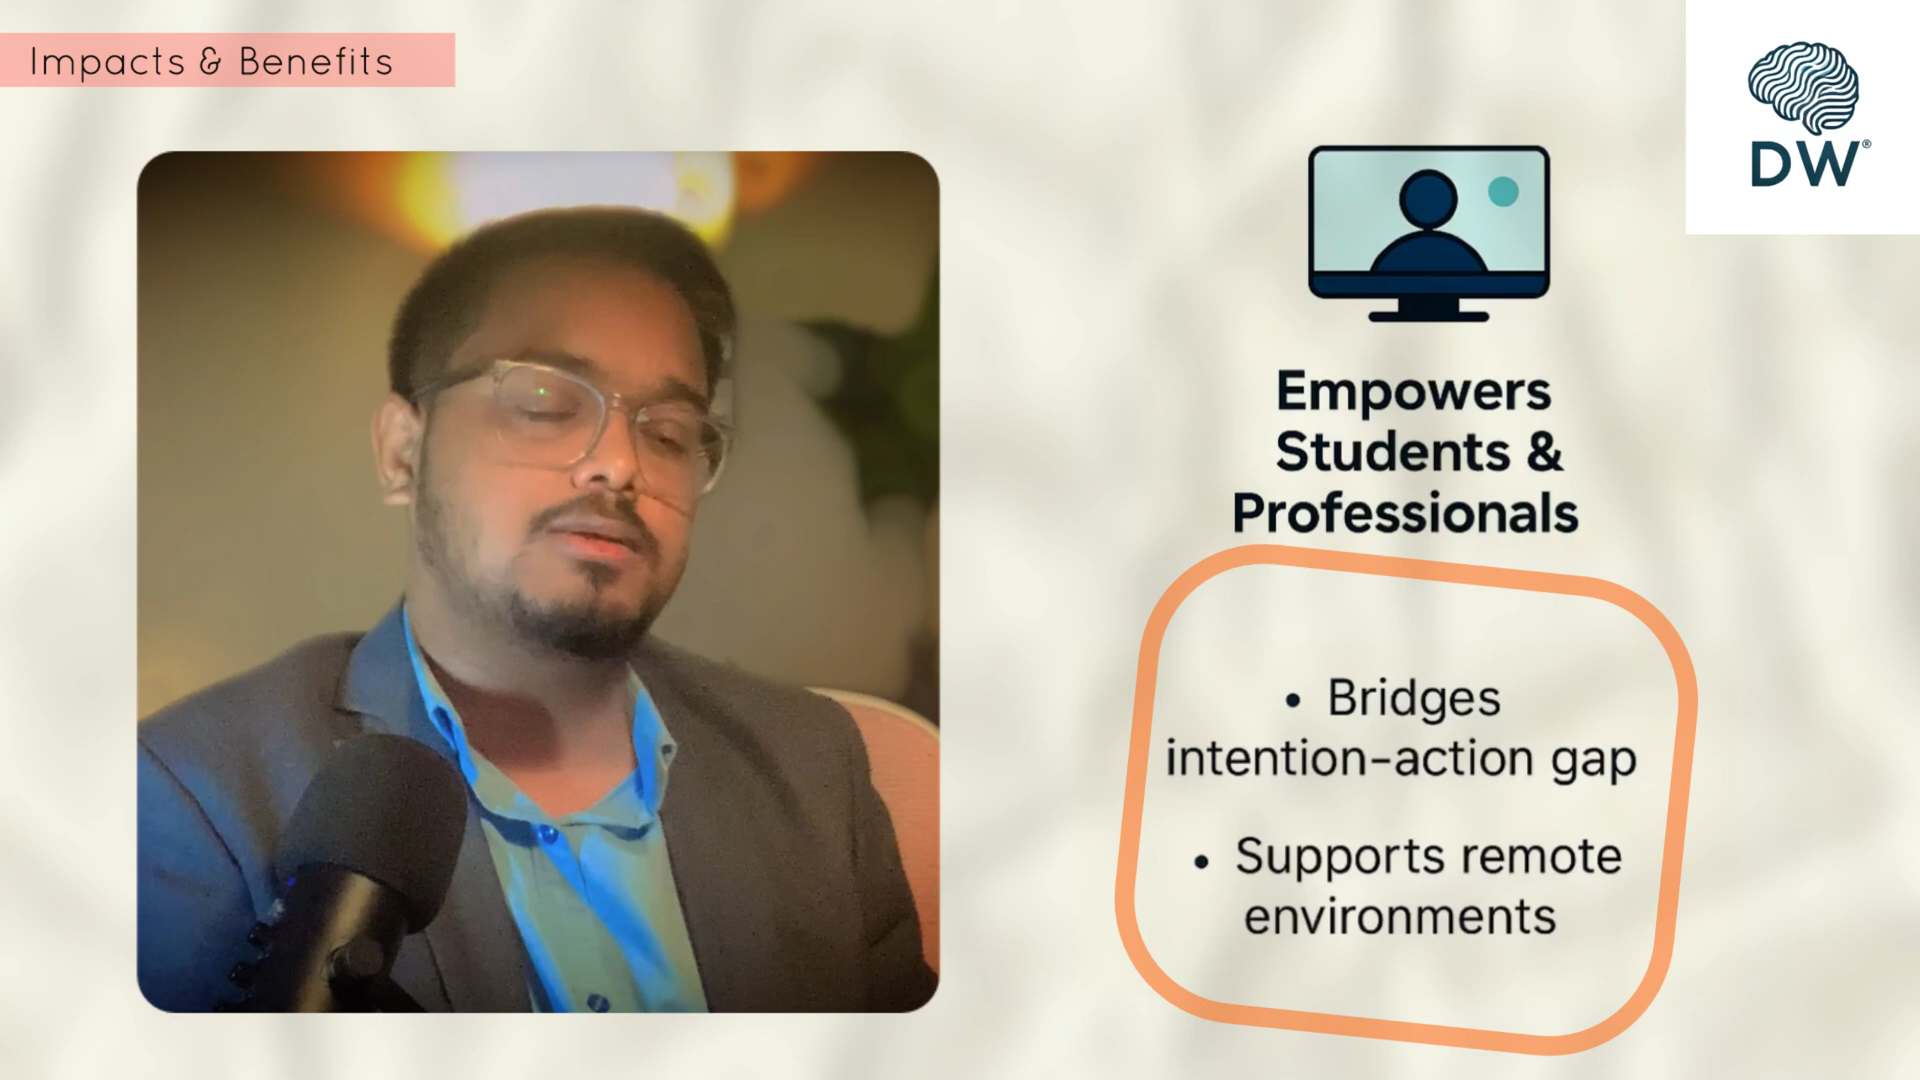 Impacts & Benefits
DW®
Empowers
Students &
Professionals
• Bridges
intention-action gap
• Supports remote
environments